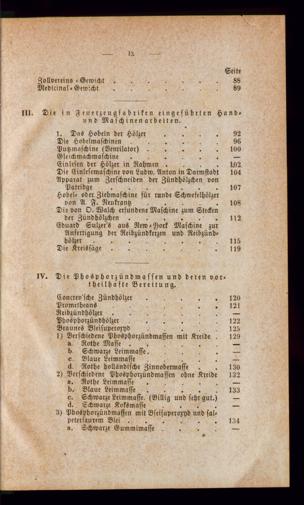 — IX —
Seite
Zollvereins-Gewicht . . . . . . . 88
Medicinal-Gewicht . . . . . . . 89
III. Die in Feuerzeugfabriken eingeführten Hand-
und Maschinenarbeiten.
1. Das Hobeln der Hölzer . . . . . 92
Die Hobelmaschinen . . . . . . 96
Putzmaschine (Ventilator) . . . . . 100
Gleichmachmaschine . . . . . . —
Einlesen der Hölzer in Rahmen . . . . 102
Die Einlesemaschine von Ludw. Anton in Darmstadt 104
Apparat zum Zerschneiden der Zündhölzchen von
Patridge . . . . . . . 107
Hobel- oder Ziehmaschine für runde Schwefelhölzer
von A. F. Neukrantz . . . . . 108
Die von O. Walch erfundene Maschine zum Stecken
der Zündhölzchen . . . . . . 112
Eduard Sulzer's aus New-York Maschine zur
Anfertigung der Reibzündkerzen und Reibzünd-
hölzer . . . . . . . 115
Die Kreissäge . . . . . . . 119
IV. Die Phosphorzündmassen und deren vor-
theilhafte Bereitung.
Congrev'sche Zündhölzer . . . . . 120
Prometheans . . . . . . . 121
Reibzündhölzer . . . . . . . —
Phosphorzündhölzer . . . . . . 122
Braunes Bleisuperoxyd . . . . . 125
1) Verschiedene Phosphorzündmassen mit Kreide . 129
a. Rothe Masse . . . . . . —
b. Schwarze Leimmasse . . . . . —
c. Blaue Leimmasse . . . . . —
d. Rothe holländische Zinnobermasse . . 130
2) Verschiedene Phosphorzündmassen ohne Kreide 132
a. Rothe Leimmasse . . . . . —
b. Blaue Leimmasse . . . . . 133
c. Schwarze Leimmasse. (Billig und sehr gut.) —
d. Schwarze Koksmasse . . . . . —
3) Phosphorzündmassen mit Bleisuperoxyd und sal-
petersaurem Blei . . . . . . 134
a. Schwarze Gummimasse . . . . —